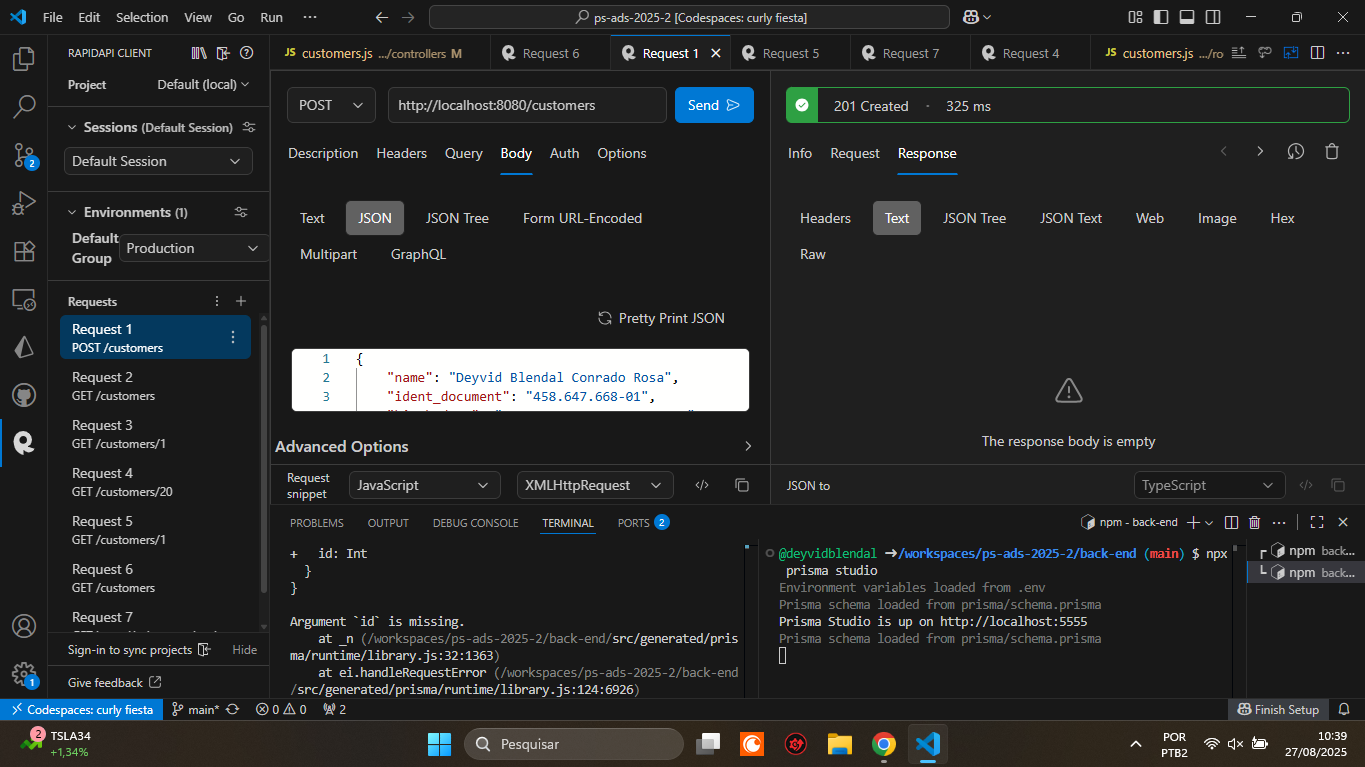 File Edit Selection View Go Run ···
ps-ads-2025-2 [Codespaces: curly fiesta]
RAPIDAPI CLIENT
Project Default (local)
Sessions (Default Session)
Default Session
Environments (1)
Default Group
Production
Requests
Request 1
POST /customers
Request 2
GET /customers
Request 3
GET /customers/1
Request 4
GET /customers/20
Request 5
GET /customers/1
Request 6
GET /customers
Request 7
Sign-in to sync projects Hide
Give feedback
2
1
JS customers.js .../controllers M
Request 6
Request 1
Request 5
Request 7
Request 4
JS customers.js .../ro
POST http://localhost:8080/customers Send
Description Headers Query Body Auth Options
Text JSON JSON Tree Form URL-Encoded
Multipart GraphQL
Pretty Print JSON
1 {
2 "name": "Deyvid Blendal Conrado Rosa",
3 "ident_document": "458.647.668-01",
Advanced Options
Request snippet
JavaScript XMLHttpRequest
201 Created · 325 ms
Info Request Response
Headers Text JSON Tree JSON Text Web Image Hex
Raw
The response body is empty
JSON to TypeScript
PROBLEMS OUTPUT DEBUG CONSOLE TERMINAL PORTS 2
npm - back-end
+ id: Int
}
}
Argument `id` is missing.
at _n (/workspaces/ps-ads-2025-2/back-end/src/generated/pris
ma/runtime/library.js:32:1363)
at ei.handleRequestError (/workspaces/ps-ads-2025-2/back-end
/src/generated/prisma/runtime/library.js:124:6926)
@deyvidblendal ➜/workspaces/ps-ads-2025-2/back-end (main) $ npx
prisma studio
Environment variables loaded from .env
Prisma schema loaded from prisma/schema.prisma
Prisma Studio is up on http://localhost:5555
Prisma schema loaded from prisma/schema.prisma
npm back...
npm back...
Codespaces: curly fiesta main* 0 0 2 Finish Setup
2 TSLA34
+1,34%
Pesquisar
POR
PTB2
10:39
27/08/2025